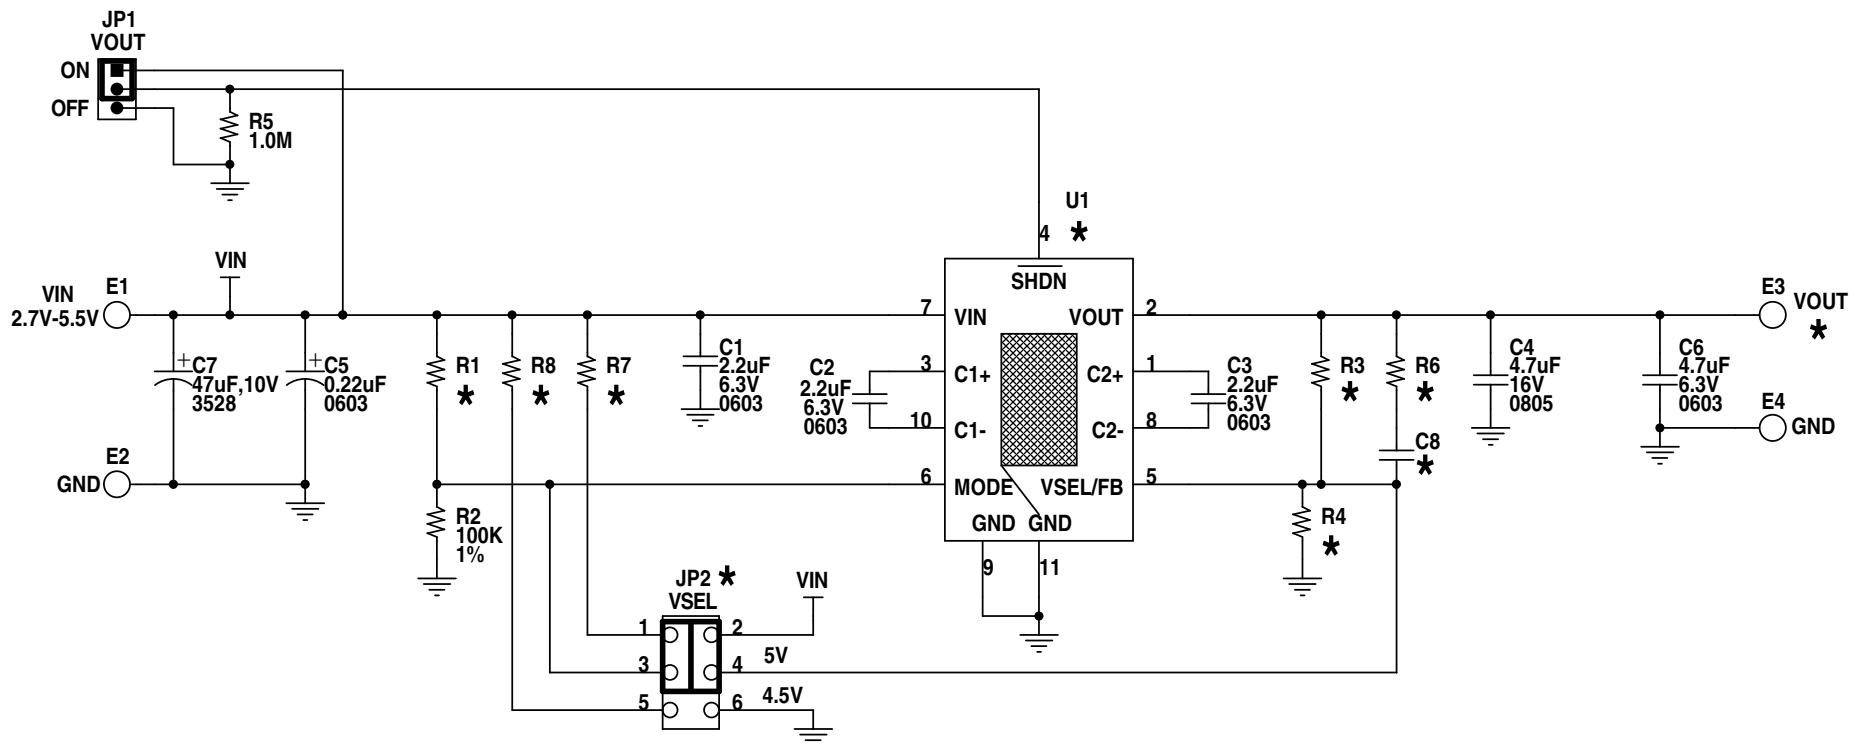 JP1
VOUT
ON
OFF
R5
1.0M
U1
*
4
SHDN
VIN
E1
VIN
2.7V-5.5V
7
VIN
VOUT
2
E3
VOUT
*
C7
47uF,10V
3528
C5
0.22uF
0603
R1
*
R8
*
R7
*
C1
2.2uF
6.3V
0603
C2
2.2uF
6.3V
0603
3
C1+
10
C1-
C2+
1
C2-
8
C3
2.2uF
6.3V
0603
R3
*
R6
*
C8
*
C4
4.7uF
16V
0805
C6
4.7uF
6.3V
0603
E4
GND
E2
GND
6
MODE
VSEL/FB
5
GND
GND
9
11
R2
100K
1%
R4
*
JP2
*
VSEL
VIN
1
2
3
4
5V
5
6
4.5V